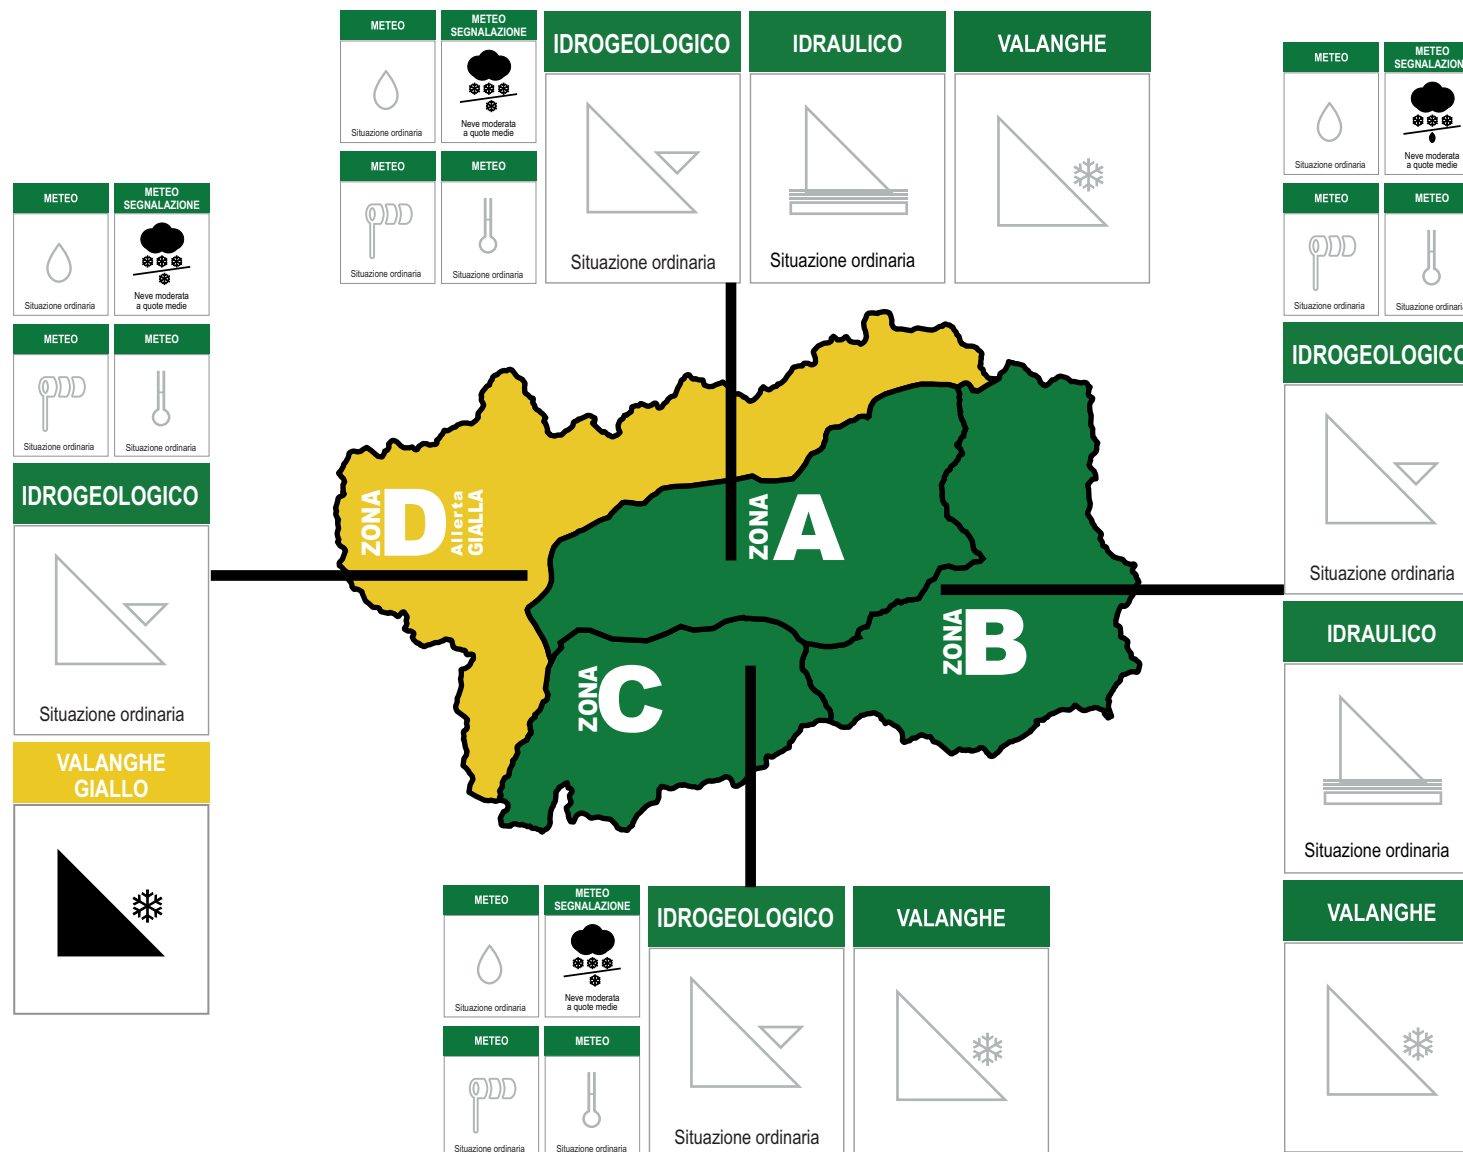 METEO
METEO
SEGNALAZIONE
Situazione ordinaria
Neve moderata
a quote medie
METEO
METEO
Situazione ordinaria
Situazione ordinaria
IDROGEOLOGICO
Situazione ordinaria
IDRAULICO
Situazione ordinaria
VALANGHE
METEO
METEO
SEGNALAZIONE
Situazione ordinaria
Neve moderata
a quote medie
METEO
METEO
Situazione ordinaria
Situazione ordinaria
IDROGEOLOGICO
Situazione ordinaria
VALANGHE
GIALLO
ZONA
D
Allerta
GIALLA
ZONA
A
ZONA
B
ZONA
C
METEO
METEO
SEGNALAZION
Situazione ordinaria
Neve moderata
a quote medie
METEO
METEO
Situazione ordinaria
Situazione ordinari
IDROGEOLOGICO
Situazione ordinaria
IDRAULICO
Situazione ordinaria
VALANGHE
METEO
METEO
SEGNALAZIONE
Situazione ordinaria
Neve moderata
a quote medie
METEO
METEO
Situazione ordinaria
Situazione ordinaria
IDROGEOLOGICO
Situazione ordinaria
VALANGHE